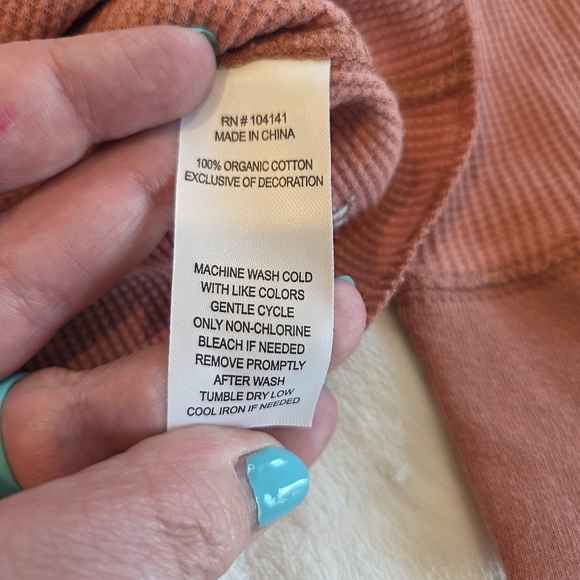 RN # 104141
MADE IN CHINA
100% ORGANIC COTTON
EXCLUSIVE OF DECORATION
MACHINE WASH COLD
WITH LIKE COLORS
GENTLE CYCLE
ONLY NON-CHLORINE
BLEACH IF NEEDED
REMOVE PROMPTLY
AFTER WASH
TUMBLE DRY LOW
COOL IRON IF NEEDED